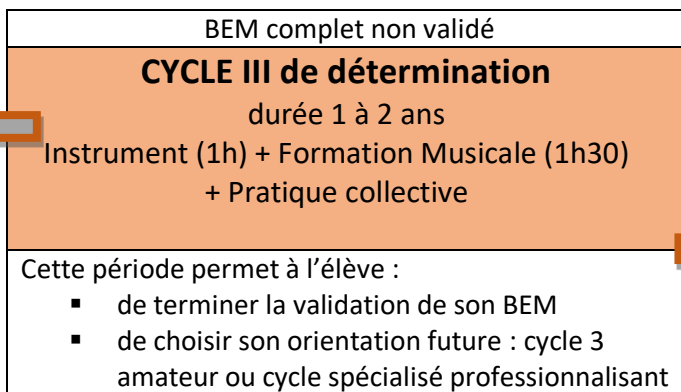 BEM complet non validé
CYCLE III de détermination
durée 1 à 2 ans
Instrument (1h) + Formation Musicale (1h30)
+ Pratique collective
Cette période permet à l’élève :
▪ de terminer la validation de son BEM
▪ de choisir son orientation future : cycle 3
amateur ou cycle spécialisé professionnalisant